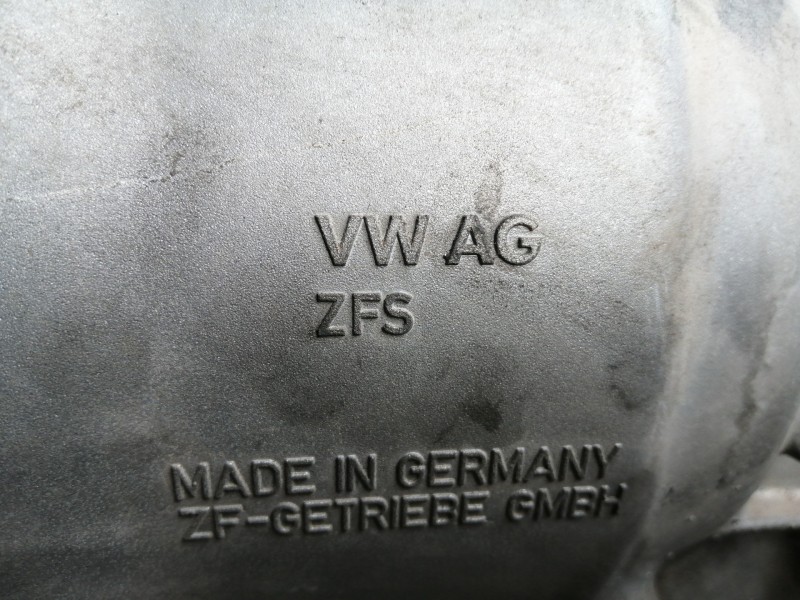 VW AG
ZFS
MADE IN GERMANY
ZF-GETRIEBE GMBH